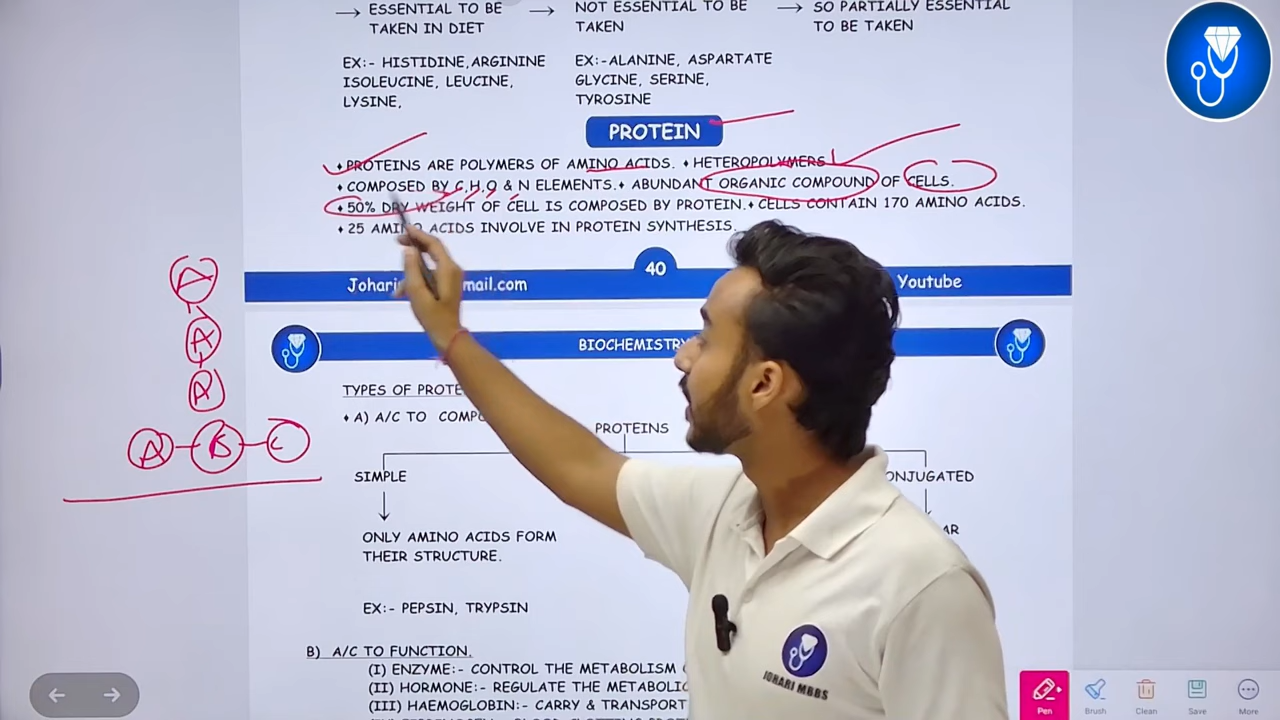 → ESSENTIAL TO BE → NOT ESSENTIAL TO BE → SO PARTIALLY ESSENTIAL
TAKEN IN DIET TAKEN TO BE TAKEN
EX:- HISTIDINE,ARGININE EX:-ALANINE, ASPARTATE
ISOLEUCINE, LEUCINE, GLYCINE, SERINE,
LYSINE, TYROSINE
PROTEIN
♦ PROTEINS ARE POLYMERS OF AMINO ACIDS. ♦ HETEROPOLYMERS
♦ COMPOSED BY C,H,O & N ELEMENTS. ♦ ABUNDANT ORGANIC COMPOUND OF CELLS.
♦ 50% DRY WEIGHT OF CELL IS COMPOSED BY PROTEIN. ♦ CELLS CONTAIN 170 AMINO ACIDS.
♦ 25 AMINO ACIDS INVOLVE IN PROTEIN SYNTHESIS.
A
A
A
A B C
40
Johari mail.com Youtube
BIOCHEMISTRY
TYPES OF PROTE
♦ A) A/C TO COMPO
PROTEINS
SIMPLE ONJUGATED
ONLY AMINO ACIDS FORM AR
THEIR STRUCTURE.
EX:- PEPSIN, TRYPSIN
B) A/C TO FUNCTION.
(I) ENZYME:- CONTROL THE METABOLISM
(II) HORMONE:- REGULATE THE METABOLIC
(III) HAEMOGLOBIN:- CARRY & TRANSPORT
JOHARI MBBS
Pen Brush Clean Save More